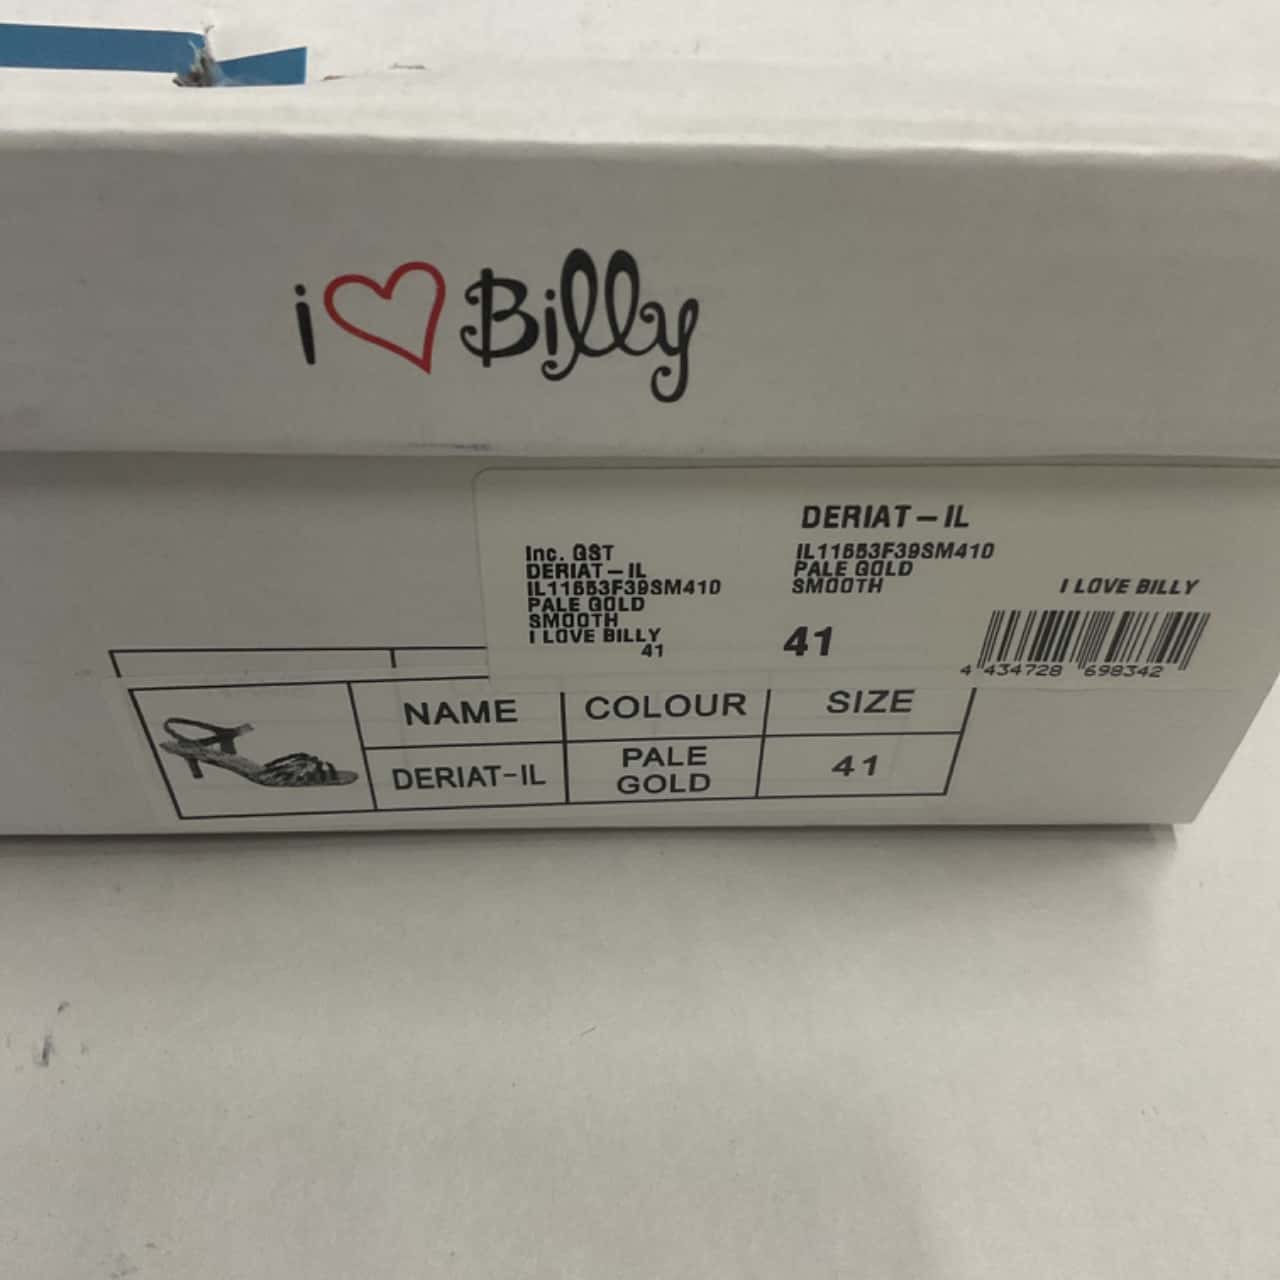 i Billy
DERIAT-IL
Inc. GST
DERIAT-IL
IL11653F39SM410
PALE GOLD
SMOOTH
I LOVE BILLY
41
IL11653F39SM410
PALE GOLD
SMOOTH
41
I LOVE BILLY
4 434728 698342
NAME COLOUR SIZE
DERIAT-IL PALE GOLD 41